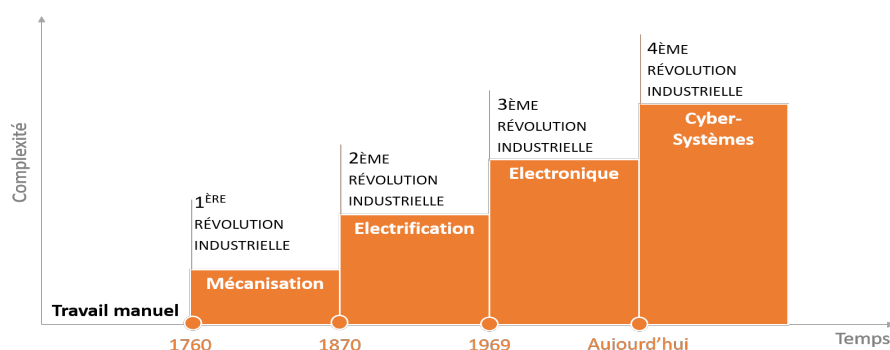 Complexité
Travail manuel
1ÈRE
RÉVOLUTION
INDUSTRIELLE
Mécanisation
2ÈME
RÉVOLUTION
INDUSTRIELLE
Electrification
3ÈME
RÉVOLUTION
INDUSTRIELLE
Electronique
4ÈME
RÉVOLUTION
INDUSTRIELLE
Cyber-
Systèmes
1760
1870
1969
Aujourd’hui
Temps